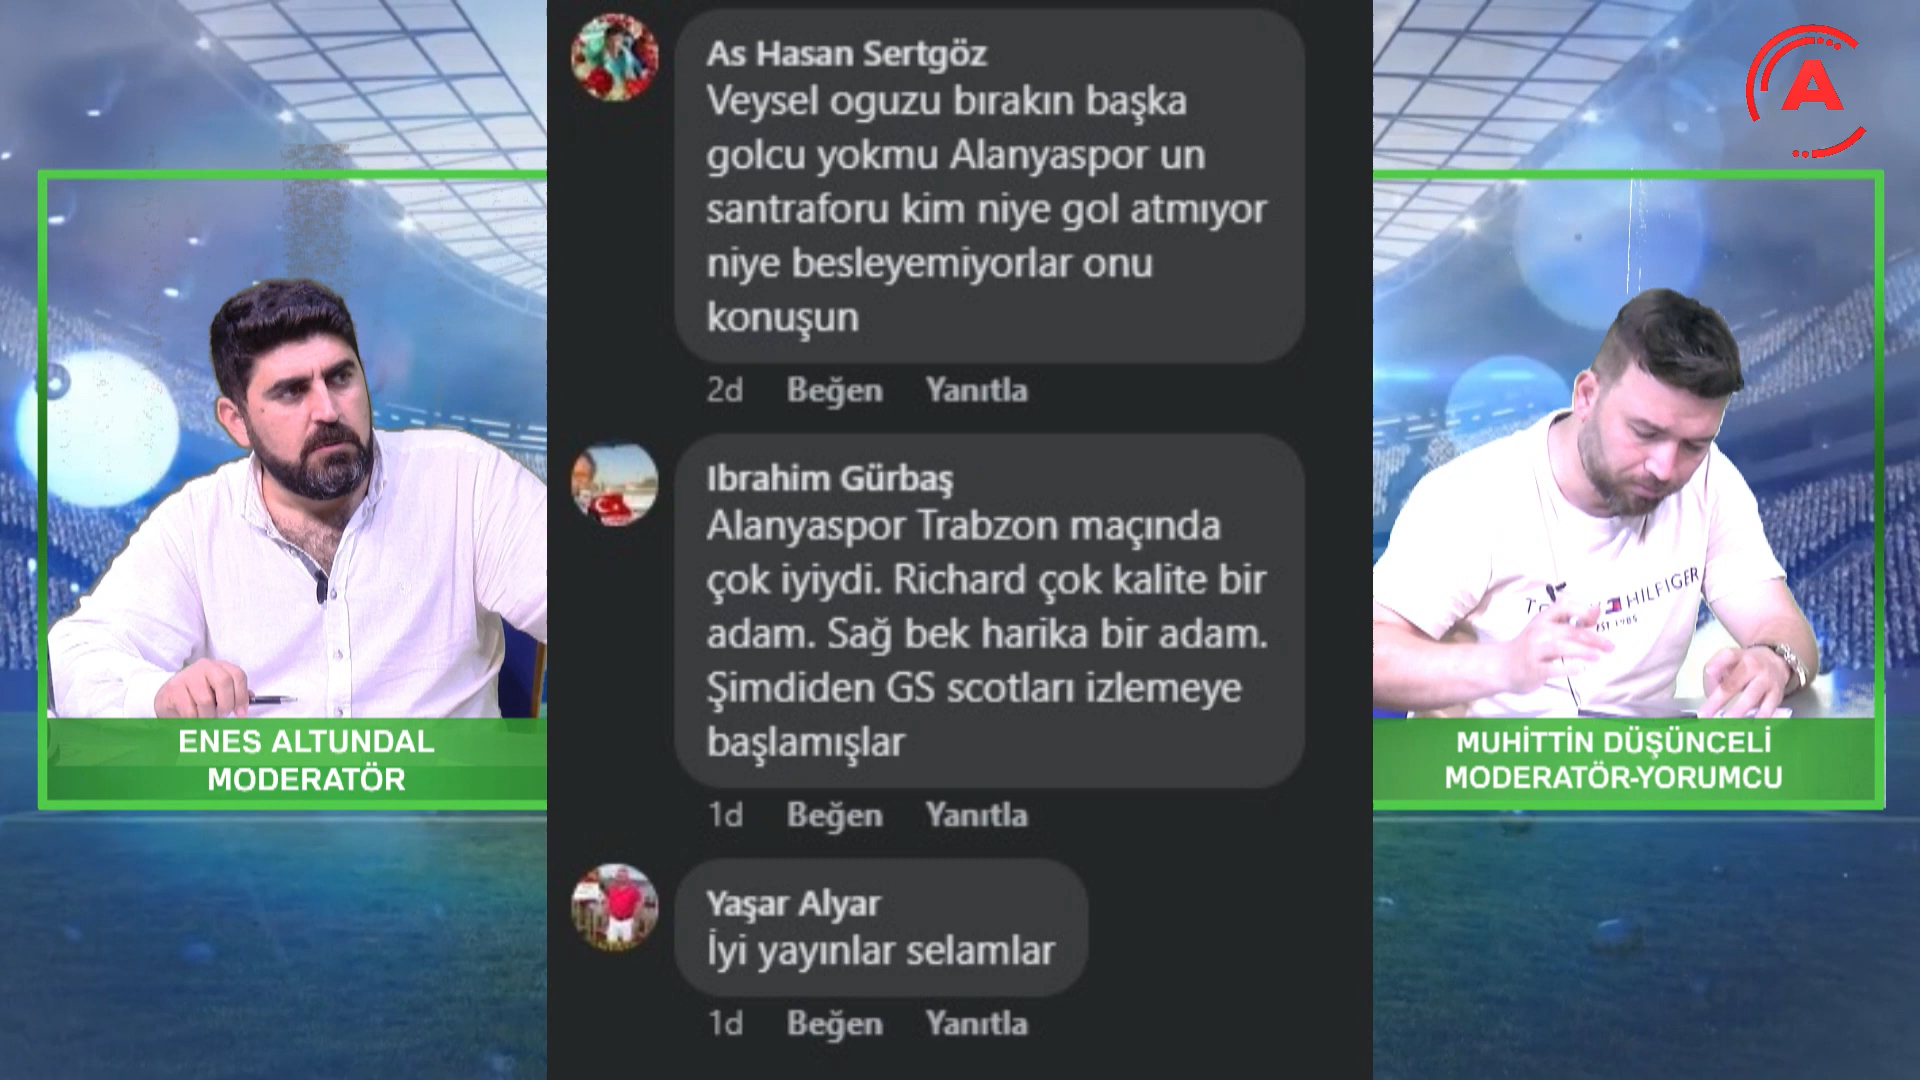 A
As Hasan Sertgöz
Veysel oguzu bırakın başka
golcu yokmu Alanyaspor un
santraforu kim niye gol atmıyor
niye besleyemiyorlar onu
konuşun
2d Beğen Yanıtla
Ibrahim Gürbaş
Alanyaspor Trabzon maçında
çok iyiydi. Richard çok kalite bir
adam. Sağ bek harika bir adam.
Şimdiden GS scotları izlemeye
başlamışlar
1d Beğen Yanıtla
Yaşar Alyar
İyi yayınlar selamlar
1d Beğen Yanıtla
ENES ALTUNDAL
MODERATÖR
HILFIGER
MUHİTTİN DÜŞÜNCELİ
MODERATÖR-YORUMCU